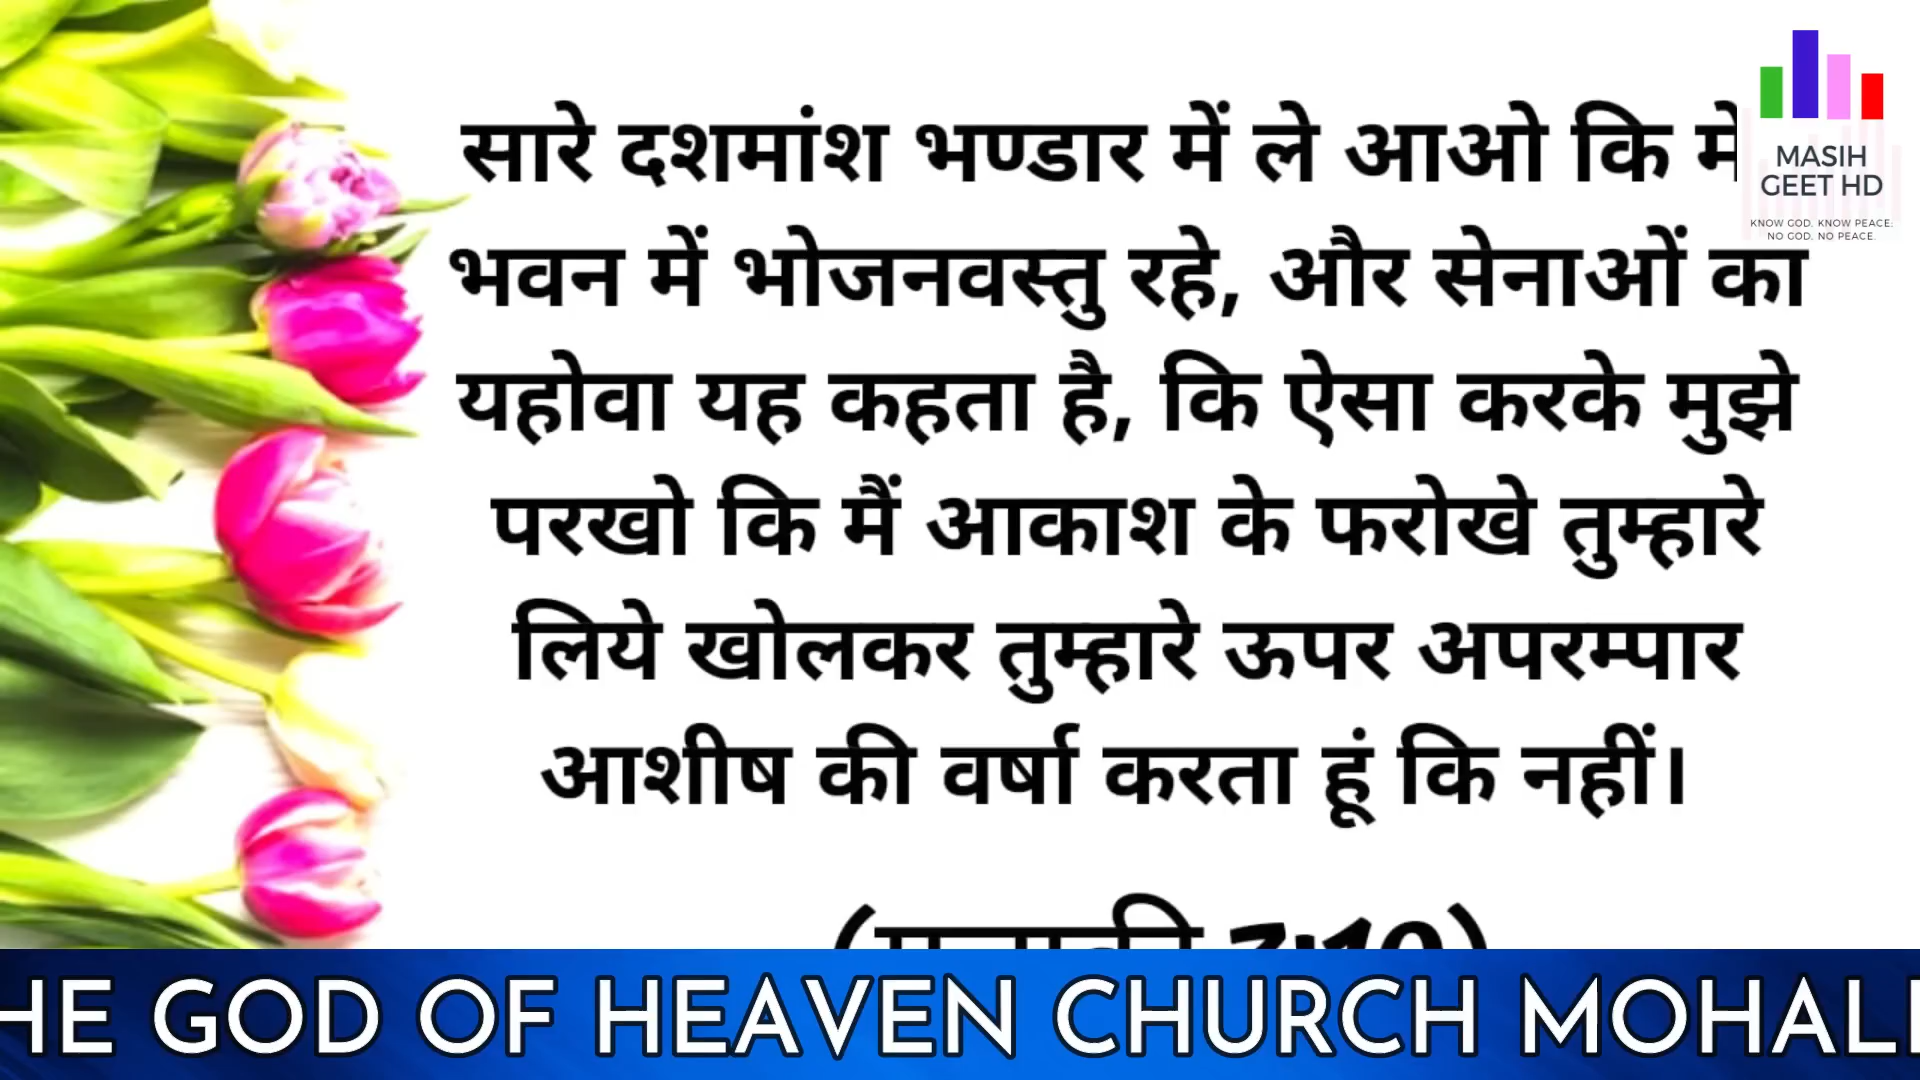 सारे दशमांश भण्डार में ले आओ कि
भवन में भोजनवस्तु रहे, और सेनाओं का
यहोवा यह कहता है, कि ऐसा करके मुझे
परखो कि मैं आकाश के फरोखे तुम्हारे
लिये खोलकर तुम्हारे ऊपर अपरम्पार
आशीष की वर्षा करता हूं कि नहीं।
MASIH
GEET HD
KNOW GOD. KNOW PEACE:
NO GOD. NO PEACE.
HE GOD OF HEAVEN CHURCH MOHAL